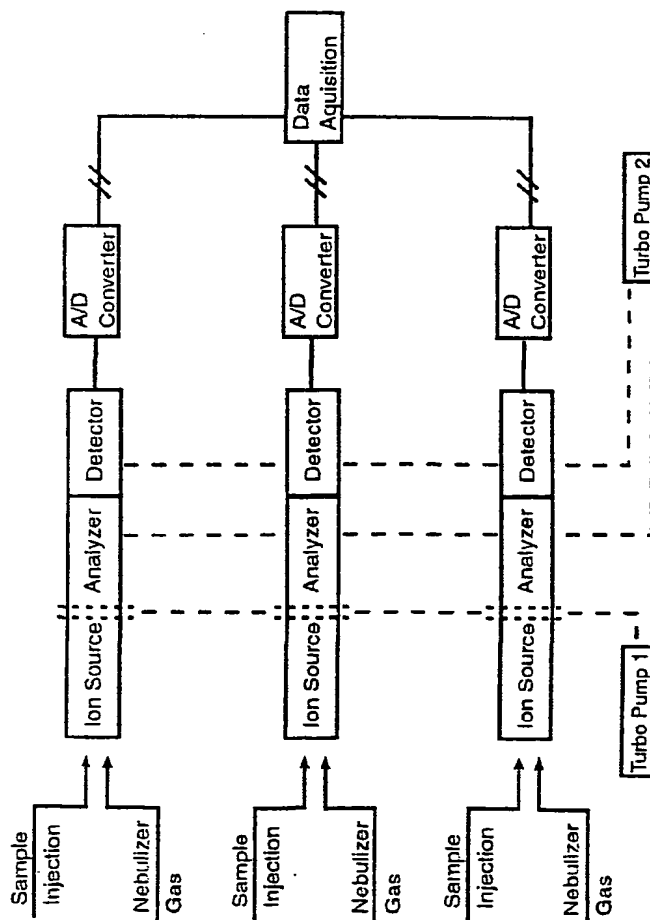 Sample
Injection
Nebulizer
Gas
Ion Source
Analyzer
Detector
A/D
Converter
Sample
Injection
Nebulizer
Gas
Ion Source
Analyzer
Detector
A/D
Converter
Data
Aquisition
Sample
Injection
Nebulizer
Gas
Ion Source
Analyzer
Detector
A/D
Converter
Turbo Pump 1
Turbo Pump 2